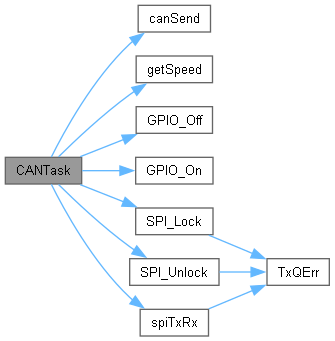 canSend
getSpeed
GPIO_Off
CANTask
GPIO_On
SPI_Lock
SPI_Unlock
TxQErr
spiTxRx